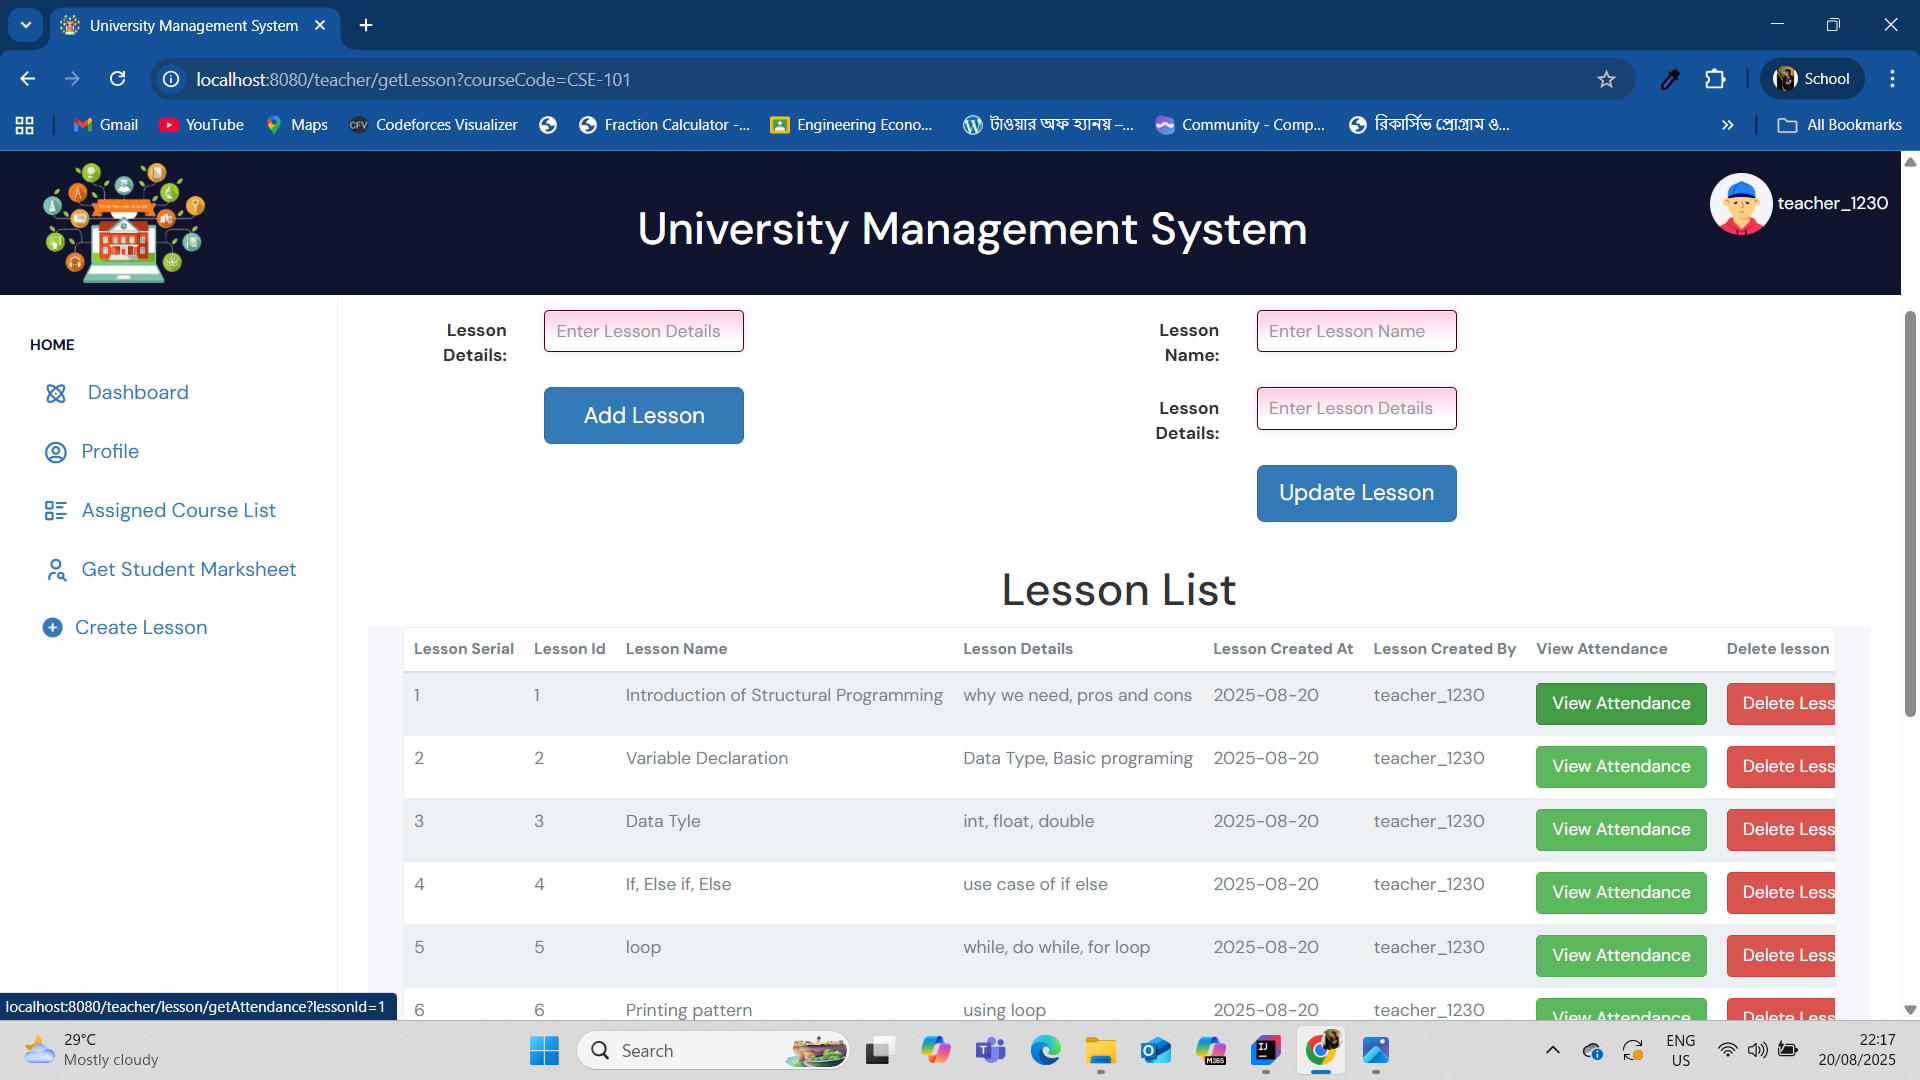 University Management System
localhost:8080/teacher/getLesson?courseCode=CSE-101
School
Gmail
YouTube
Maps
CFV Codeforces Visualizer
Fraction Calculator -...
Engineering Econo...
টাওয়ার অফ হ্যানয় –...
Community - Comp...
রিকার্সিভ প্রোগ্রাম ও...
All Bookmarks
University Management System
teacher_1230
HOME
Dashboard
Profile
Assigned Course List
Get Student Marksheet
Create Lesson
Lesson Details:
Enter Lesson Details
Add Lesson
Lesson Name:
Enter Lesson Name
Lesson Details:
Enter Lesson Details
Update Lesson
Lesson List
Lesson Serial Lesson Id Lesson Name Lesson Details Lesson Created At Lesson Created By View Attendance Delete lesson
1 1 Introduction of Structural Programming why we need, pros and cons 2025-08-20 teacher_1230 View Attendance Delete Less
2 2 Variable Declaration Data Type, Basic programing 2025-08-20 teacher_1230 View Attendance Delete Less
3 3 Data Tyle int, float, double 2025-08-20 teacher_1230 View Attendance Delete Less
4 4 If, Else if, Else use case of if else 2025-08-20 teacher_1230 View Attendance Delete Less
5 5 loop while, do while, for loop 2025-08-20 teacher_1230 View Attendance Delete Less
6 6 Printing pattern using loop 2025-08-20 teacher_1230 View Attendance Delete Less
localhost:8080/teacher/lesson/getAttendance?lessonId=1
29°C
Mostly cloudy
Search
M365
ENG
US
22:17
20/08/2025